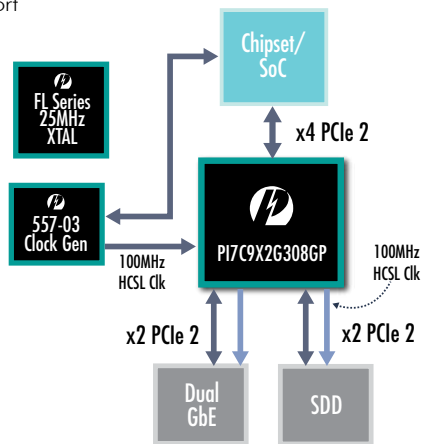 ort
Chipset/
SoC
FL Series
25MHz
XTAL
x4 PCIe 2
557-03
Clock Gen
PI7C9X2G308GP
100MHz
HCSL Clk
100MHz
HCSL Clk
x2 PCIe 2
x2 PCIe 2
Dual
GbE
SDD